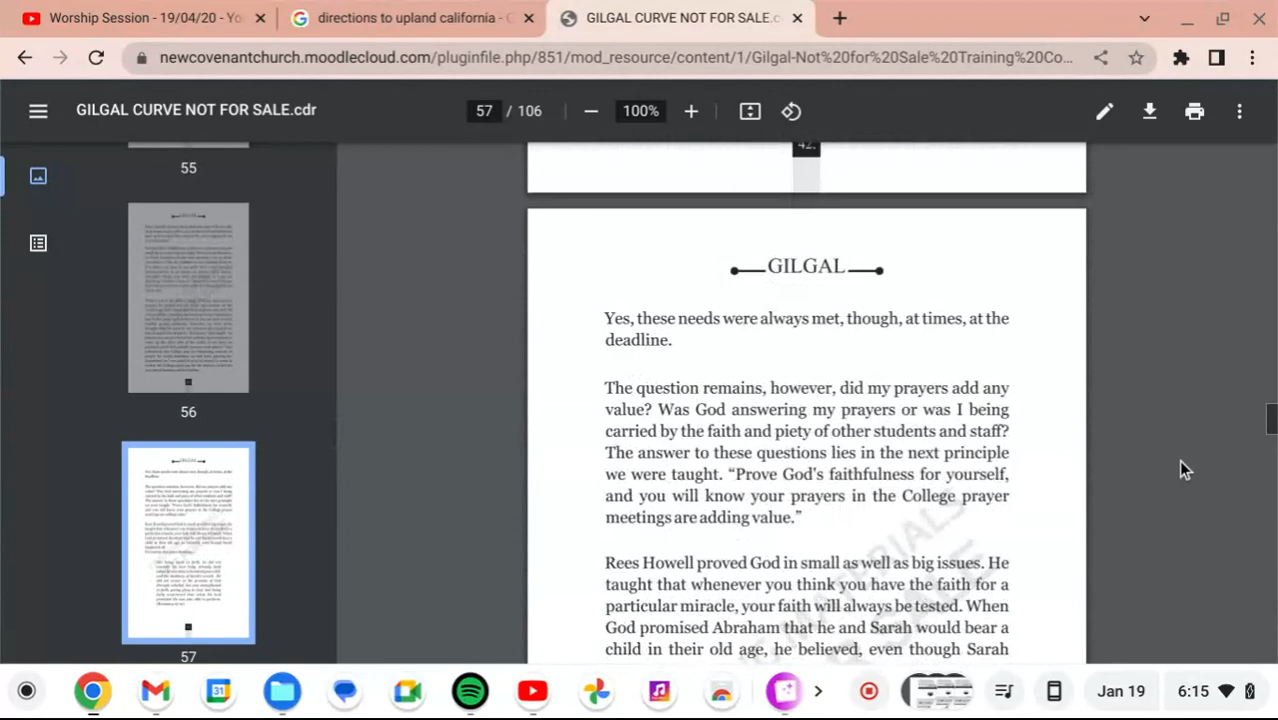 Worship Session - 19/04/20 - Yo
directions to upland california - G
GILGAL CURVE NOT FOR SALE.c
newcovenantchurch.moodlecloud.com/pluginfile.php/851/mod_resource/content/1/Gilgal-Not%20for%20Sale%20Training%20Co...
GILGAL CURVE NOT FOR SALE.cdr
57 / 106
100%
55
56
57
42.
GILGAL
Yes, these needs were always met, though, at times, at the
deadline.
The question remains, however, did my prayers add any
value? Was God answering my prayers or was I being
carried by the faith and piety of other students and staff?
The answer to these questions lies in the next principle
we were taught. “Prove God's faithfulness for yourself,
and you will know your prayers in the College prayer
meetings are adding value.”
Rees Howell proved God in small as well as big issues. He
taught that whenever you think you have the faith for a
particular miracle, your faith will always be tested. When
God promised Abraham that he and Sarah would bear a
child in their old age, he believed, even though Sarah
31
Jan 19
6:15